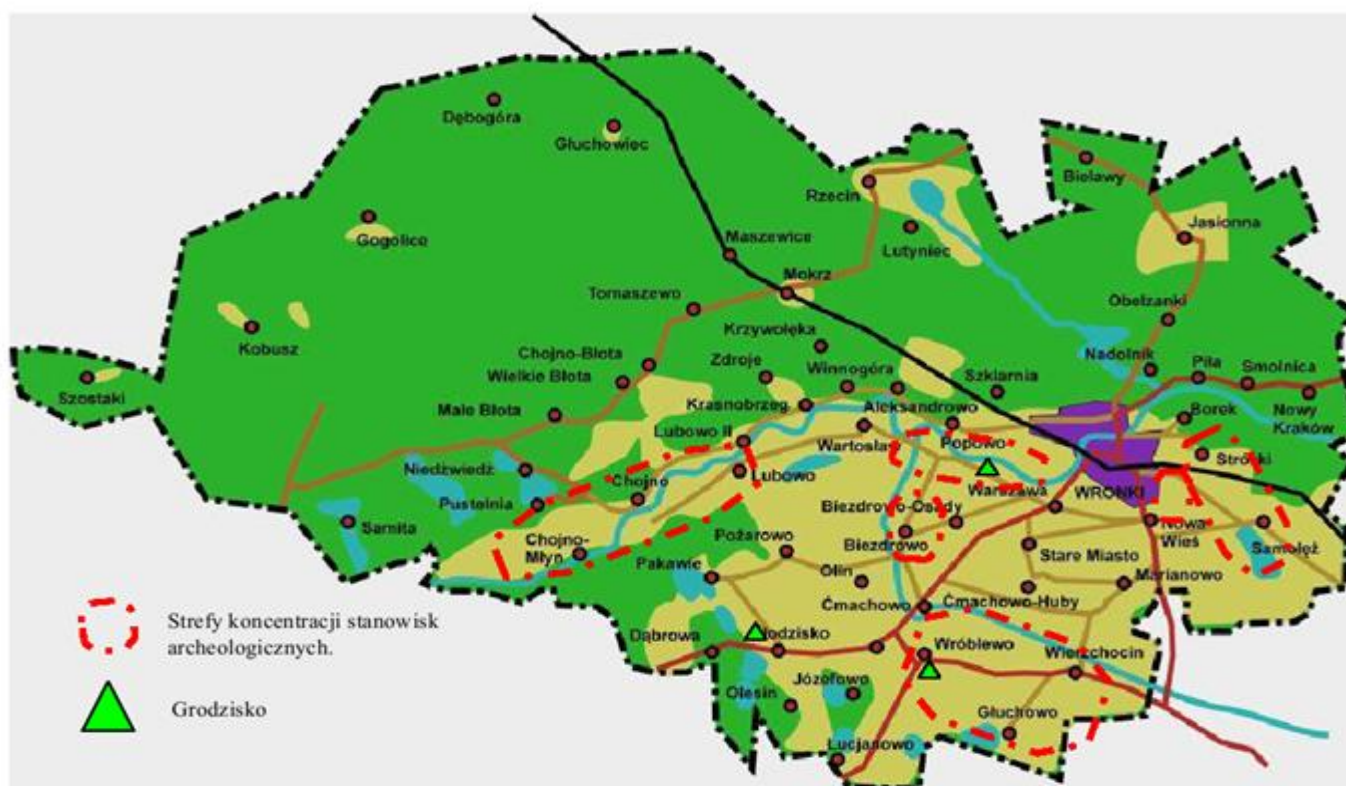 Dębogóra
Głuchowiec
Bielawy
Rzecin
Jasionna
Gogolice
Lutyniec
Maszewice
Mokrz
Tomaszewo
Obelzanki
Kobusz
Krzywołęka
Chojno-Błota
Zdroje
Winnogóra
Nadolnik
Piła
Smolnica
Wielkie Błota
Szklarnia
Szostaki
Małe Błota
Krasnobrzeg
Aleksandrowo
Borek
Nowy
Kraków
Lubowo II
Wartosław
Popowo
Stróżki
Niedźwiedź
Chojno
Lubowo
Warszawa
WRONKI
Pustelnia
Biezdrowo-Osady
Nowa
Wieś
Sarnita
Chojno-
Młyn
Pożarowo
Biezdrowo
Stare Miasto
Samołęż
Pakawie
Olin
Marianowo
Ćmachowo
Ćmachowo-Huby
Strefy koncentracji stanowisk
archeologicznych.
Dąbrowa
łodzisko
Wróblewo
Wierzchocin
Olesin
Józefowo
Grodzisko
Głuchowo
Lucjanowo